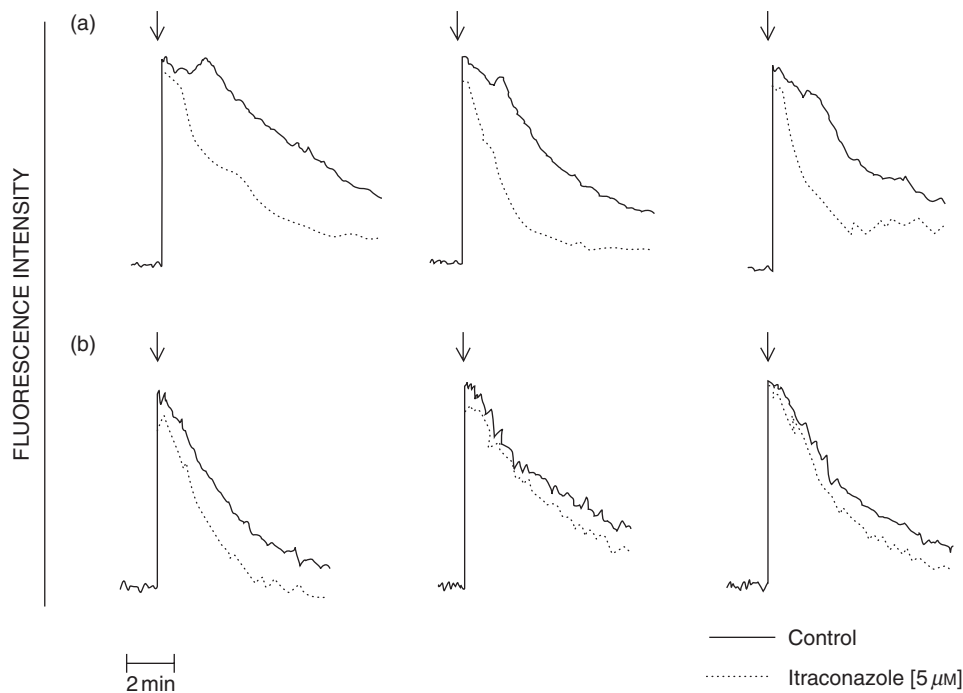 (a)
FLUORESCENCE INTENSITY
(b)
Control
Itraconazole [5 μM]
2 min